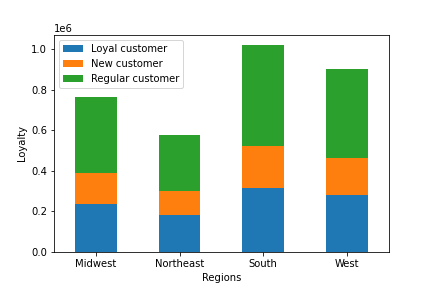 1e6
1.0
0.8
0.6
0.4
0.2
0.0
Loyalty
Loyal customer
New customer
Regular customer
Midwest Northeast South West
Regions